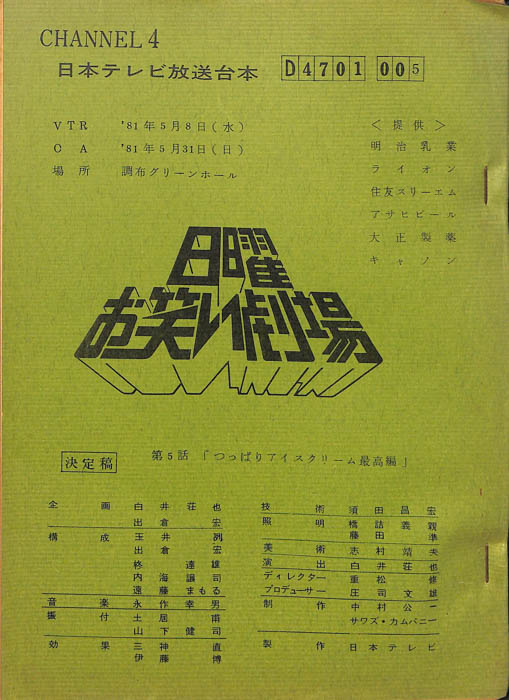 CHANNEL 4
日本テレビ放送台本 D4701 005
VTR '81年5月8日(水)
OA '81年5月31日(日)
場所 調布グリーンホール
<提供>
明治乳業
ライオン
住友スリーエム
アサヒビール
大正製薬
キャノン
日曜
お笑い劇場
決定稿 第5話 「つっぱりアイスクリーム最高編」
企画 白井荘也
出倉宏
構成 玉井冽
出倉宏
柊達雄
内海譲司
遠藤まもる
音楽 永作幸男
振付 土居甫
山下健司
効果 三神直
伊藤博
技術 須田昌宏
照明 橋詰義親
藤田準
美術 志村靖夫
演出 白井荘也
ディレクター 重松修
プロデューサー 庄司文雄
制作 中村公一
サワズ・カムパニー
製作 日本テレビ